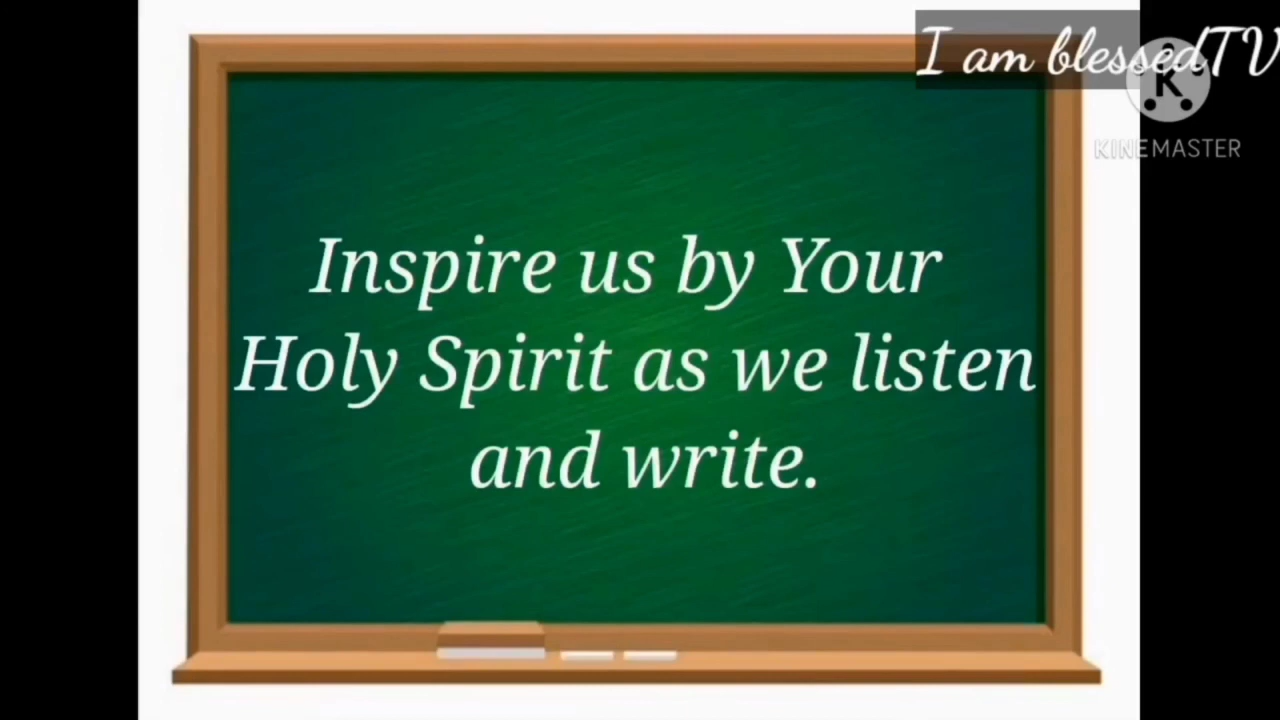 I am blessedTV
K
KINEMASTER
Inspire us by Your
Holy Spirit as we listen
and write.